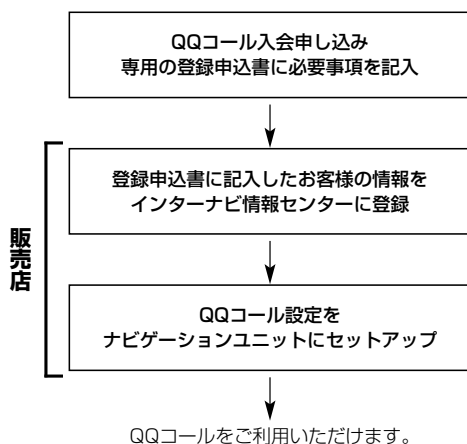 QQコール入会申し込み
専用の登録申込書に必要事項を記入
販売店
登録申込書に記入したお客様の情報を
インターナビ情報センターに登録
QQコール設定を
ナビゲーションユニットにセットアップ
QQコールをご利用いただけます。